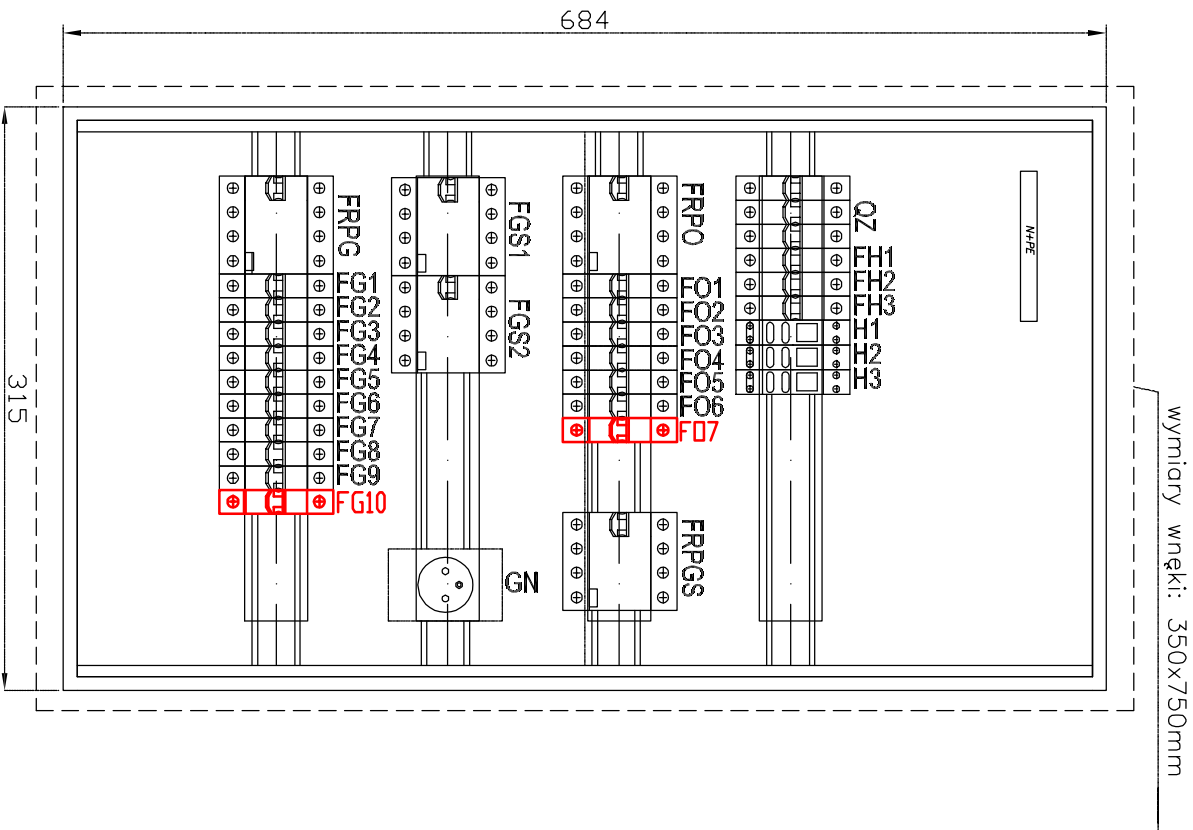 684
315
wymiary wnęki: 350x750mm
N+PE
QZ
FH1
FH2
FH3
H1
H2
H3
FRPO
FO1
FO2
FO3
FO4
FO5
FO6
FO7
FRPGS
FGS1
FGS2
GN
FRPG
FG1
FG2
FG3
FG4
FG5
FG6
FG7
FG8
FG9
FG10